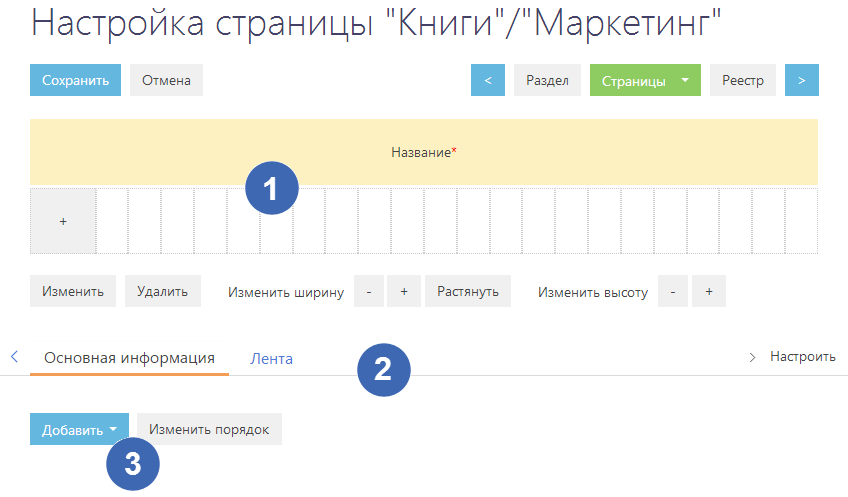 Настройка страницы "Книги"/"Маркетинг"
Сохранить Отмена < Раздел Страницы Реестр >
Название*
1
+
Изменить Удалить Изменить ширину - + Растянуть Изменить высоту - +
Основная информация Лента 2 Настроить
Добавить Изменить порядок
3